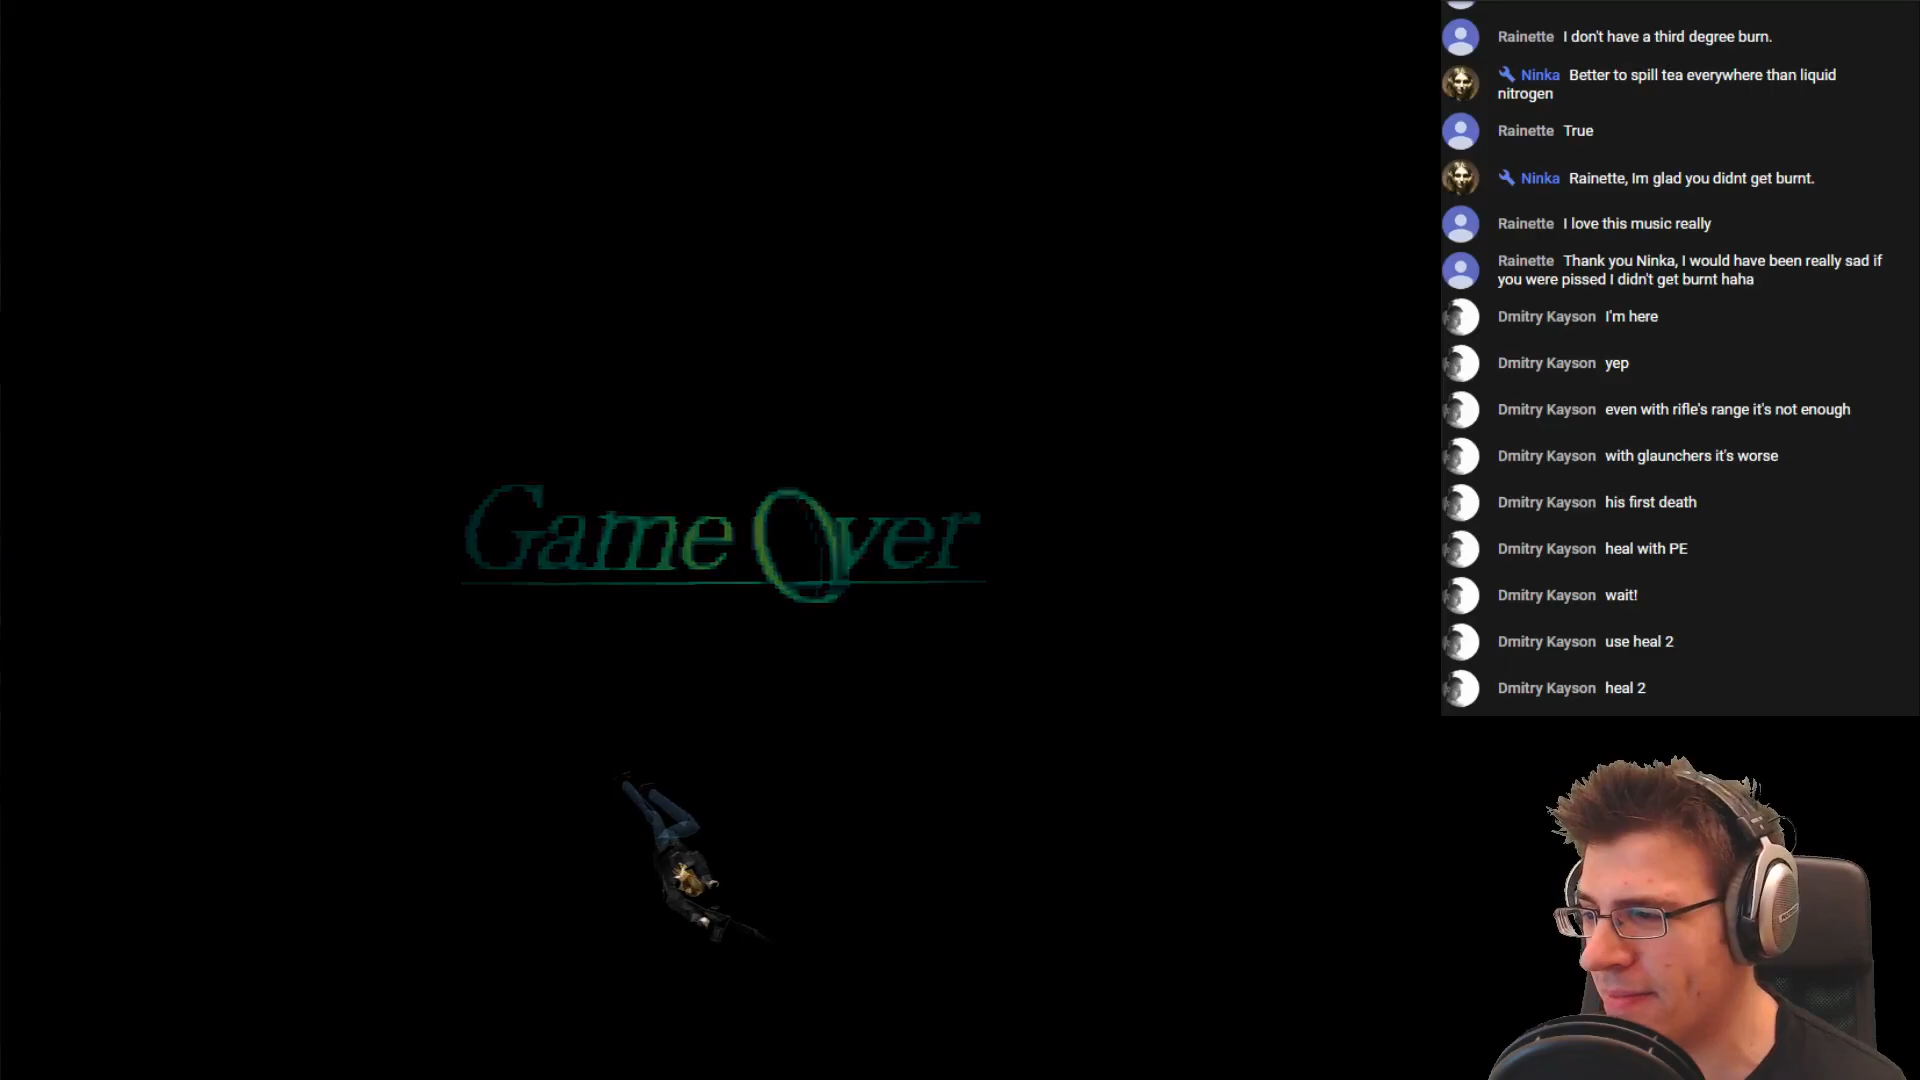 Rainette I don't have a third degree burn.
Ninka Better to spill tea everywhere than liquid
nitrogen
Rainette True
Ninka Rainette, Im glad you didnt get burnt.
Rainette I love this music really
Rainette Thank you Ninka, I would have been really sad if
you were pissed I didn't get burnt haha
Dmitry Kayson I'm here
Dmitry Kayson yep
Dmitry Kayson even with rifle's range it's not enough
Dmitry Kayson with glaunchers it's worse
Dmitry Kayson his first death
Dmitry Kayson heal with PE
Dmitry Kayson wait!
Dmitry Kayson use heal 2
Dmitry Kayson heal 2
Game Over